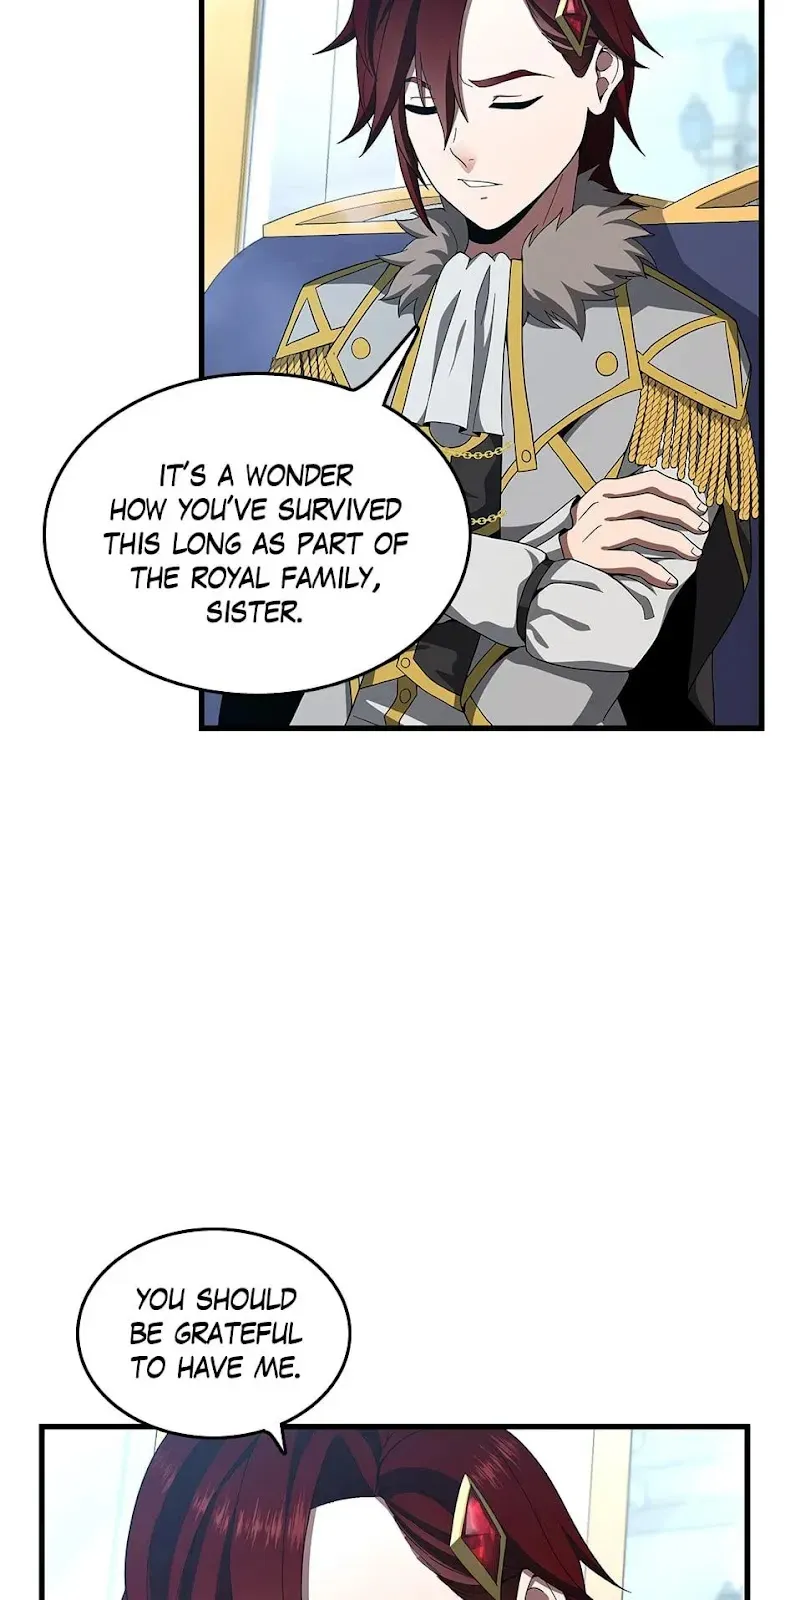 IT'S A WONDER
HOW YOU'VE SURVIVED
THIS LONG AS PART OF
THE ROYAL FAMILY,
SISTER.
YOU SHOULD
BE GRATEFUL
TO HAVE ME.